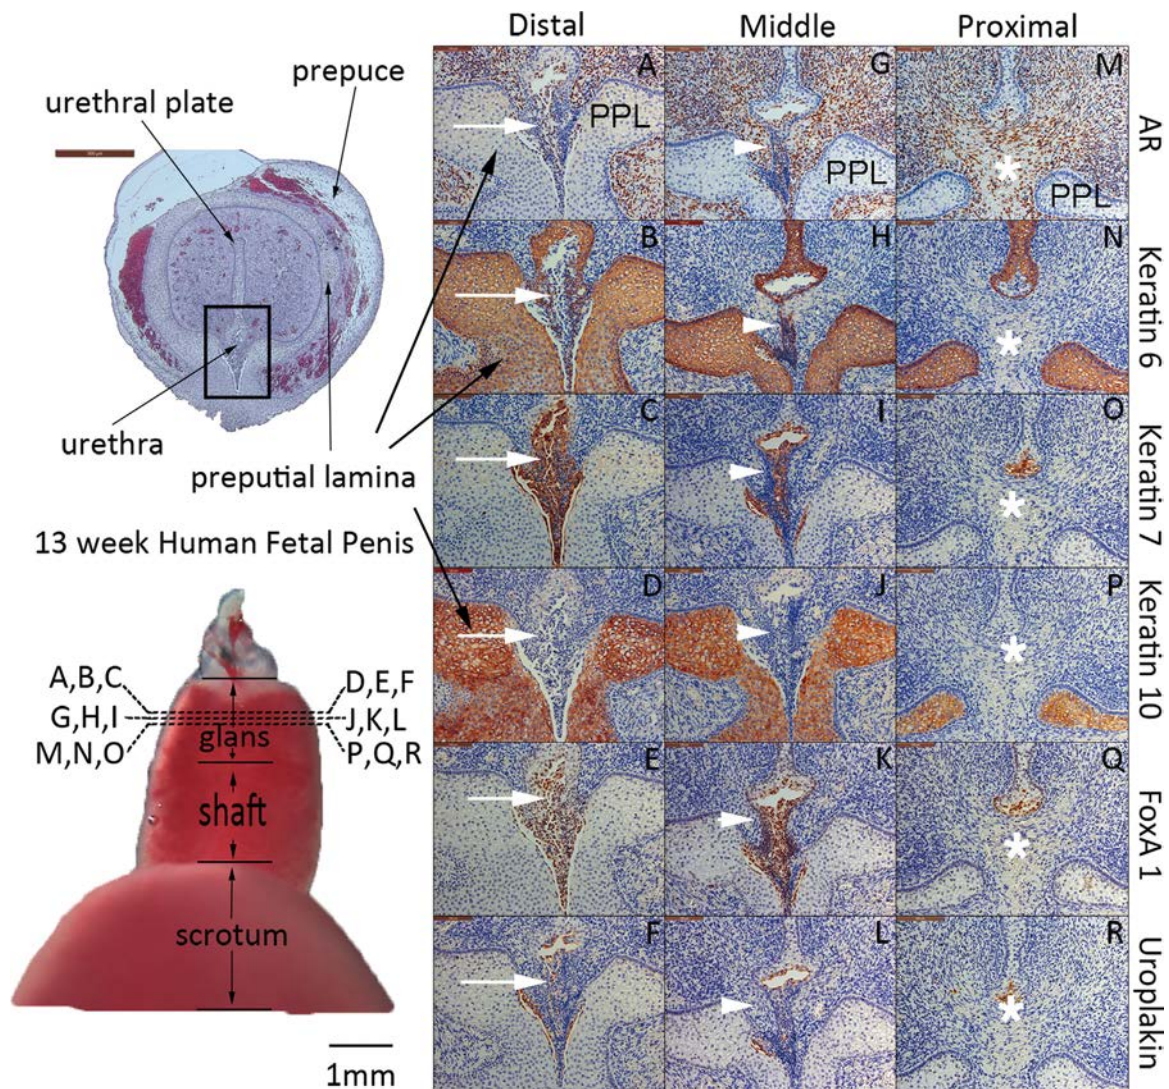 Distal Middle Proximal
prepuce
urethral plate
urethra
preputial lamina
13 week Human Fetal Penis
A,B,C D,E,F
G,H,I J,K,L
M,N,O P,Q,R
glans
shaft
scrotum
1mm
A G M AR
PPL PPL PPL
B H N Keratin 6
C I O Keratin 7
D J P Keratin 10
E K Q FoxA 1
F L R Uroplakin